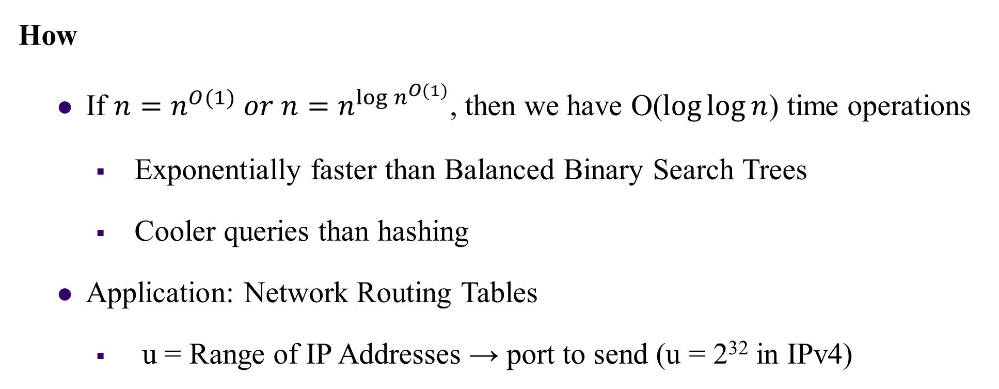 How
● If n = n^{O(1)} or n = n^{log n^{O(1)}}, then we have O(log log n) time operations
▪ Exponentially faster than Balanced Binary Search Trees
▪ Cooler queries than hashing
● Application: Network Routing Tables
▪ u = Range of IP Addresses → port to send (u = 2^{32} in IPv4)